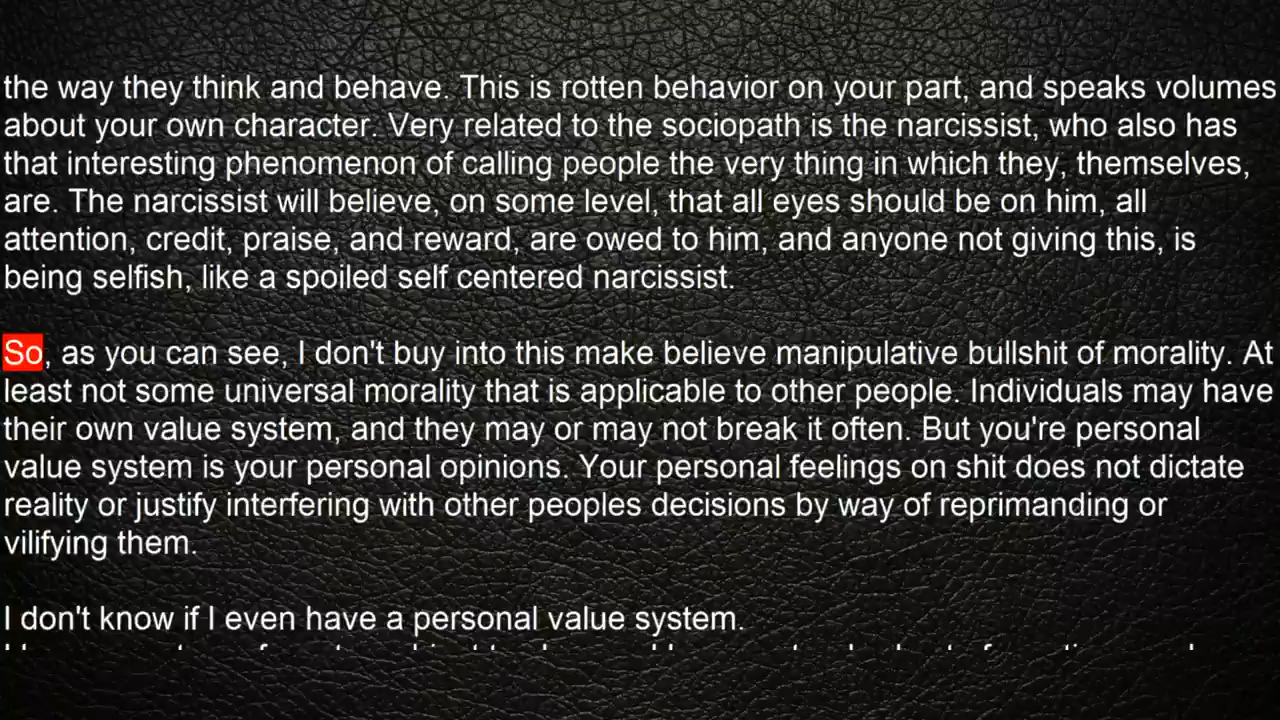 the way they think and behave. This is rotten behavior on your part, and speaks volumes
about your own character. Very related to the sociopath is the narcissist, who also has
that interesting phenomenon of calling people the very thing in which they, themselves,
are. The narcissist will believe, on some level, that all eyes should be on him, all
attention, credit, praise, and reward, are owed to him, and anyone not giving this, is
being selfish, like a spoiled self centered narcissist.
So, as you can see, I don't buy into this make believe manipulative bullshit of morality. At
least not some universal morality that is applicable to other people. Individuals may have
their own value system, and they may or may not break it often. But you're personal
value system is your personal opinions. Your personal feelings on shit does not dictate
reality or justify interfering with other peoples decisions by way of reprimanding or
vilifying them.
I don't know if I even have a personal value system.